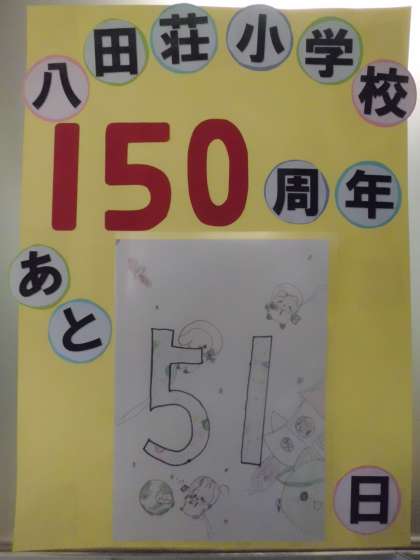 八田荘小学校
150周年
あと
51
日